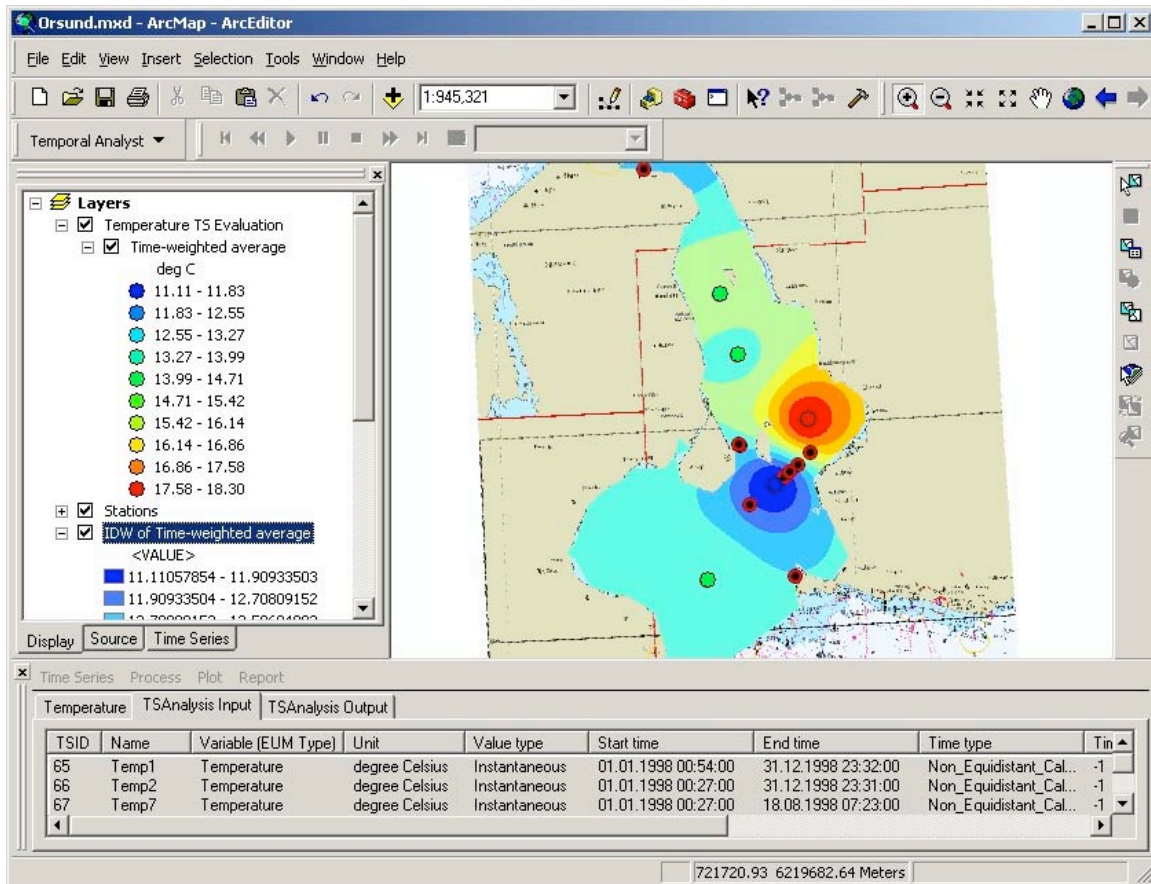 Orsund.mxd - ArcMap - ArcEditor
File Edit View Insert Selection Tools Window Help
1:945,321
Temporal Analyst
Layers
Temperature TS Evaluation
Time-weighted average
deg C
11.11 - 11.83
11.83 - 12.55
12.55 - 13.27
13.27 - 13.99
13.99 - 14.71
14.71 - 15.42
15.42 - 16.14
16.14 - 16.86
16.86 - 17.58
17.58 - 18.30
Stations
IDW of Time-weighted average
<VALUE>
11.11057854 - 11.90933503
11.90933504 - 12.70809152
Display Source Time Series
Time Series Process Plot Report
Temperature TSAnalysis Input TSAnalysis Output
TSID Name Variable (EUM Type) Unit Value type Start time End time Time type Tin
65 Temp1 Temperature degree Celsius Instantaneous 01.01.1998 00:54:00 31.12.1998 23:32:00 Non_Equidistant_Cal... -1
66 Temp2 Temperature degree Celsius Instantaneous 01.01.1998 00:27:00 31.12.1998 23:31:00 Non_Equidistant_Cal... -1
67 Temp7 Temperature degree Celsius Instantaneous 01.01.1998 00:27:00 18.08.1998 07:23:00 Non_Equidistant_Cal... -1
721720.93 6219682.64 Meters